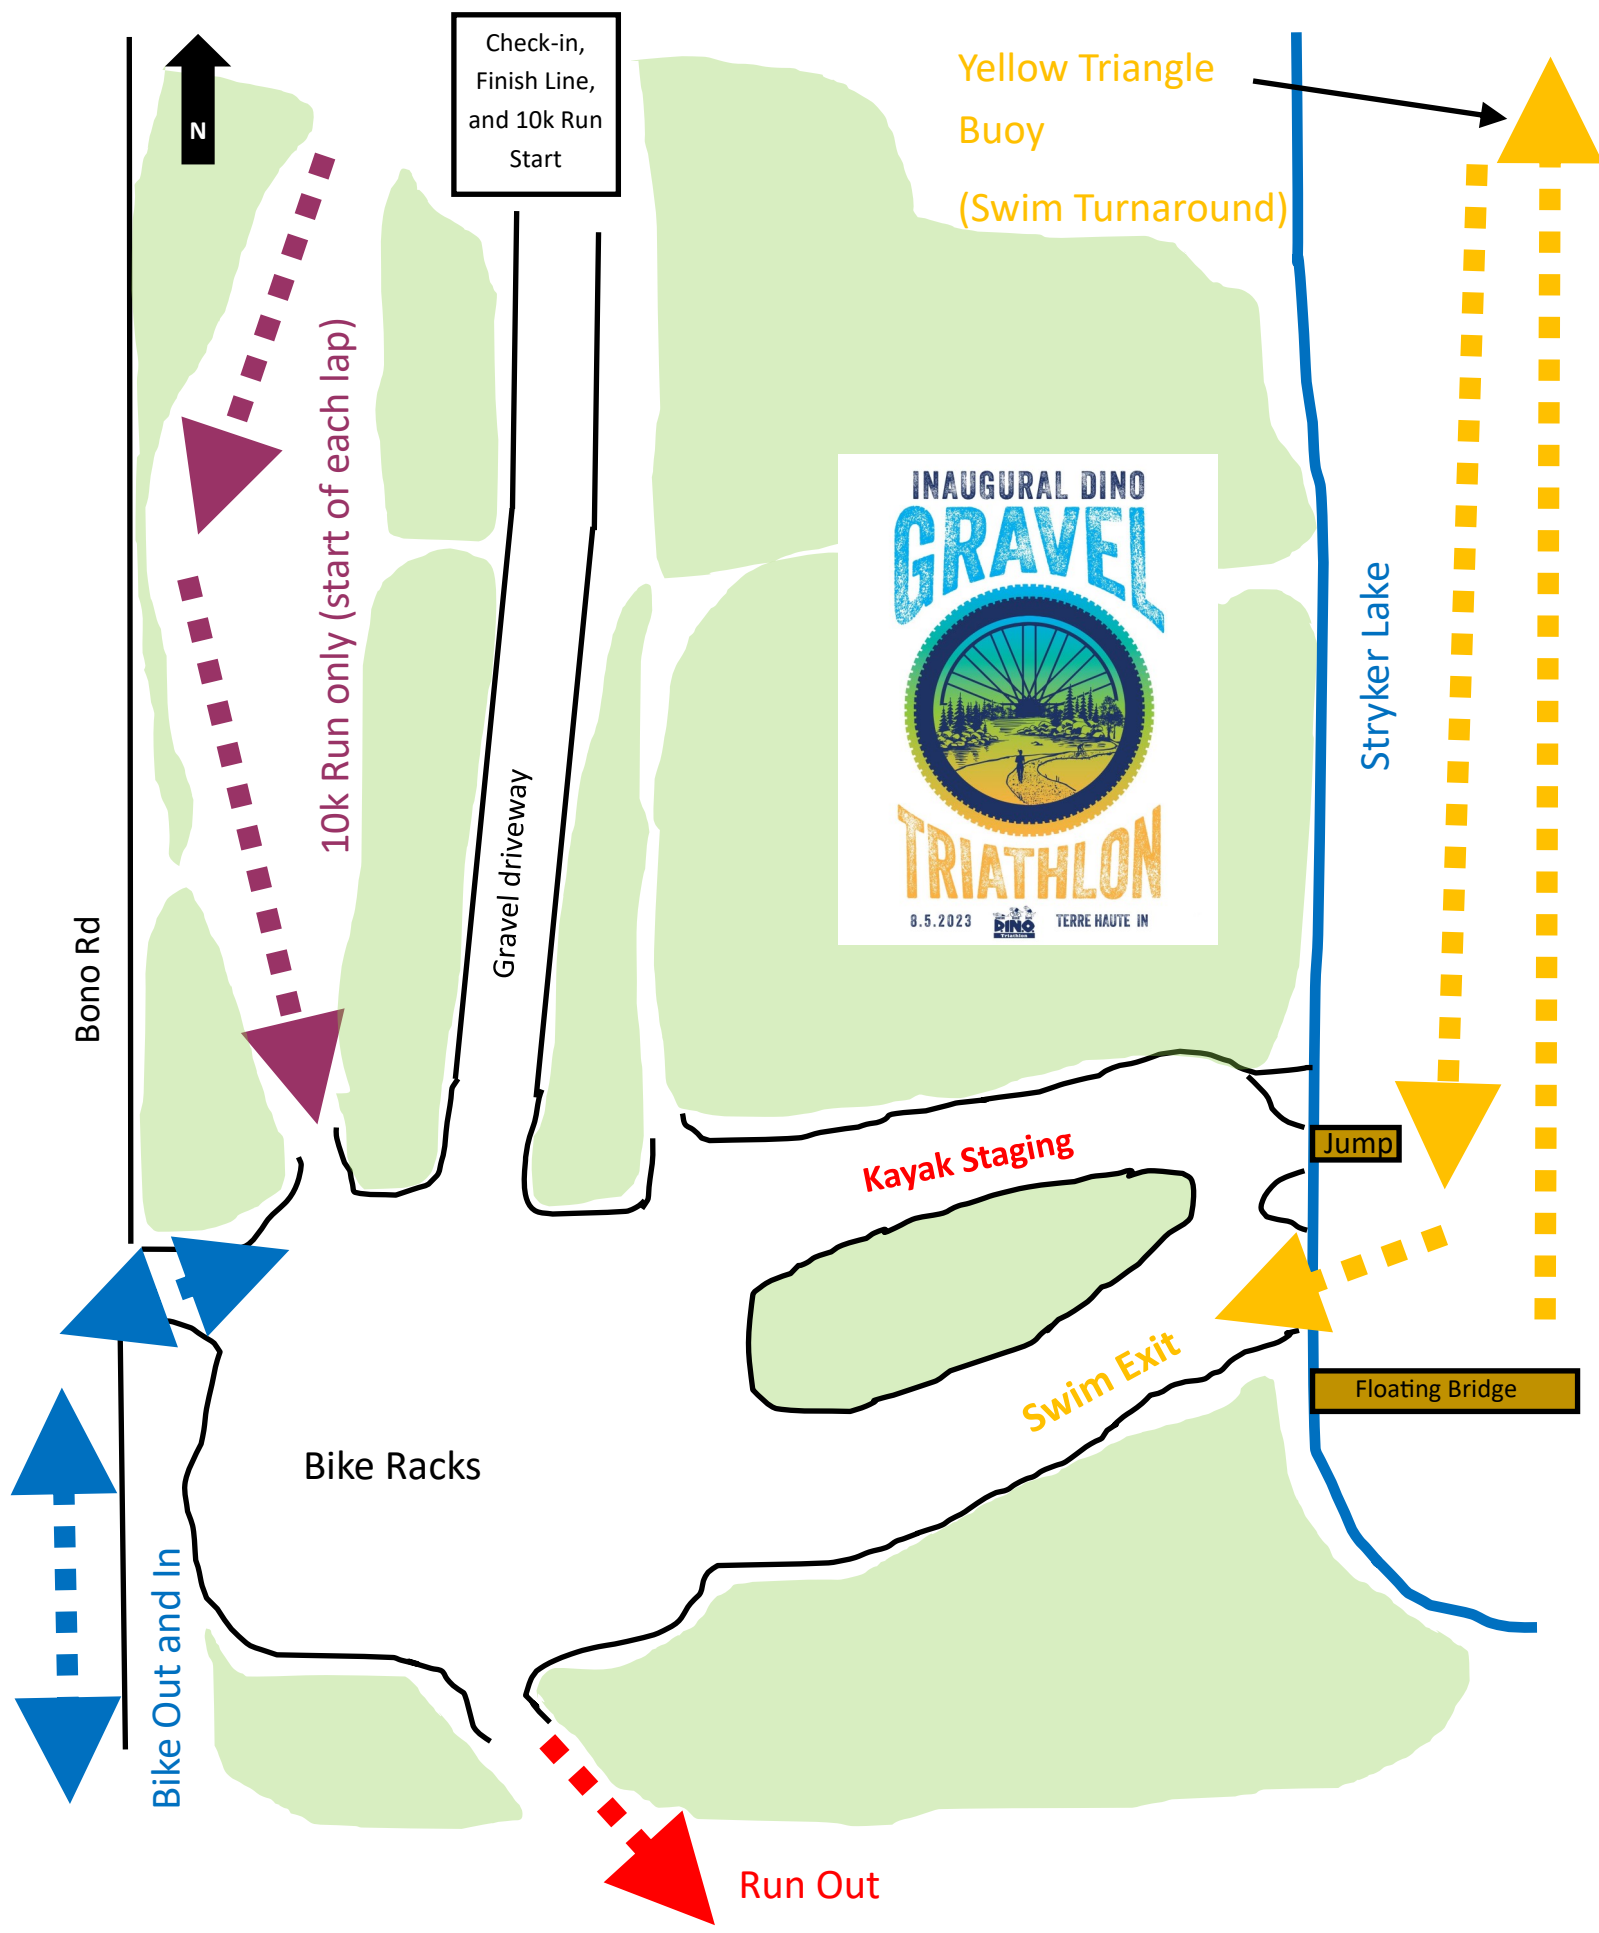 N
Check-in,
Finish Line,
and 10k Run
Start
Yellow Triangle
Buoy
(Swim Turnaround)
10k Run only (start of each lap)
INAUGURAL DINO
GRAVEL
TRIATHLON
8.5.2023
DINO
Triathlon
TERRE HAUTE IN
Stryker Lake
Gravel driveway
Bono Rd
Jump
Kayak Staging
Swim Exit
Floating Bridge
Bike Racks
Bike Out and In
Run Out